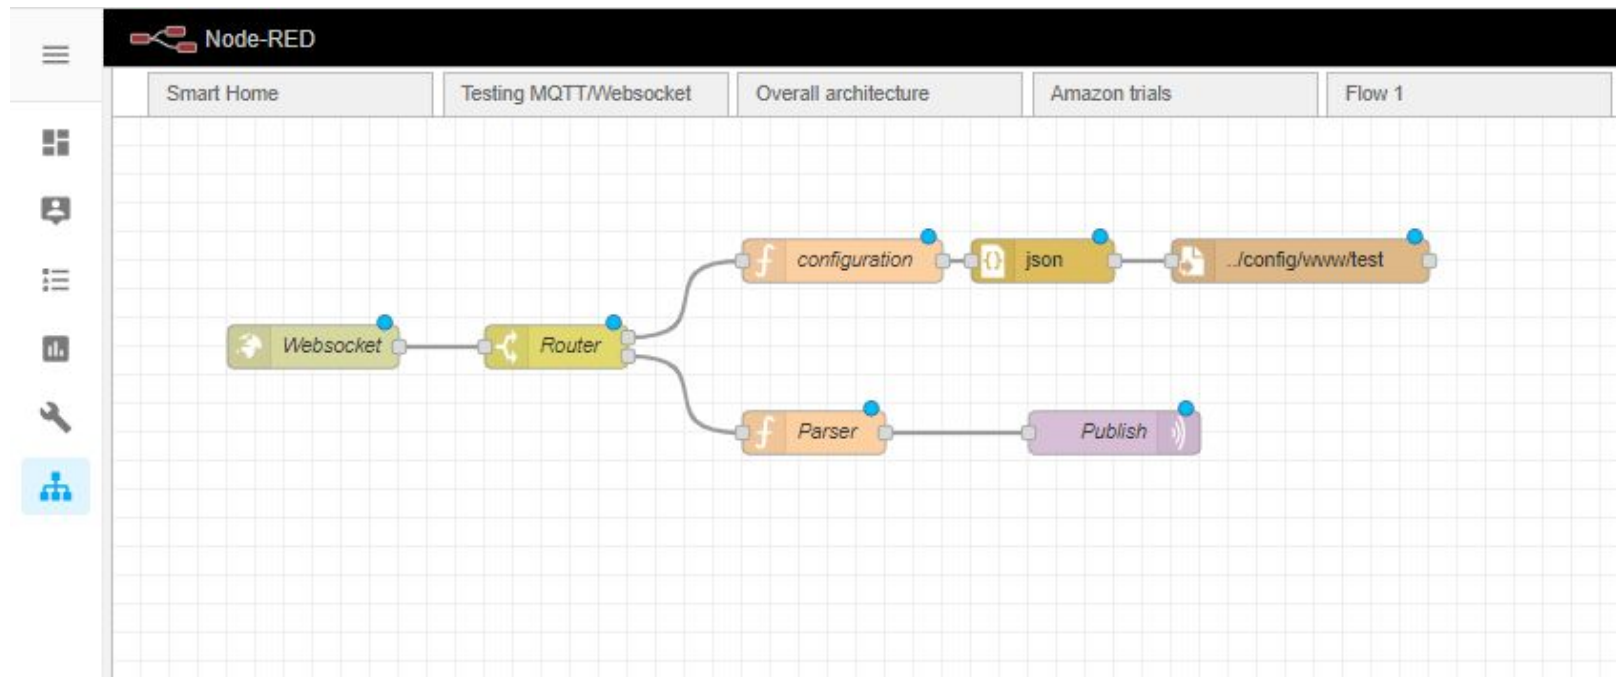 Node-RED
Smart Home
Testing MQTT/Websocket
Overall architecture
Amazon trials
Flow 1
configuration
json
../config/www/test
Websocket
Router
Parser
Publish